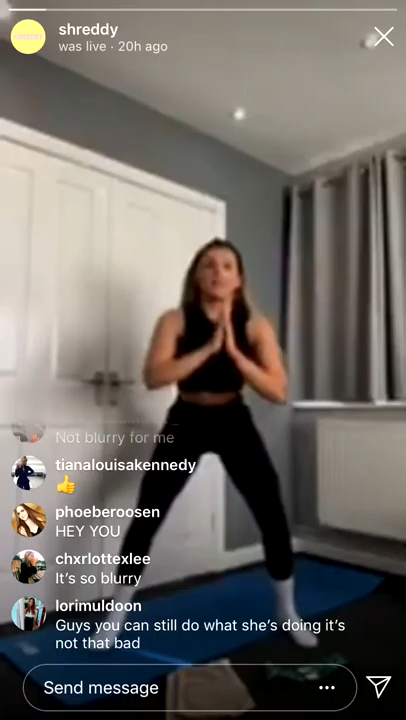 shreddy
was live · 20h ago
Not blurry for me
tianalouisakennedy
👍
phoeberoosen
HEY YOU
chxrlottexlee
It's so blurry
lorimuldoon
Guys you can still do what she's doing it's
not that bad
Send message